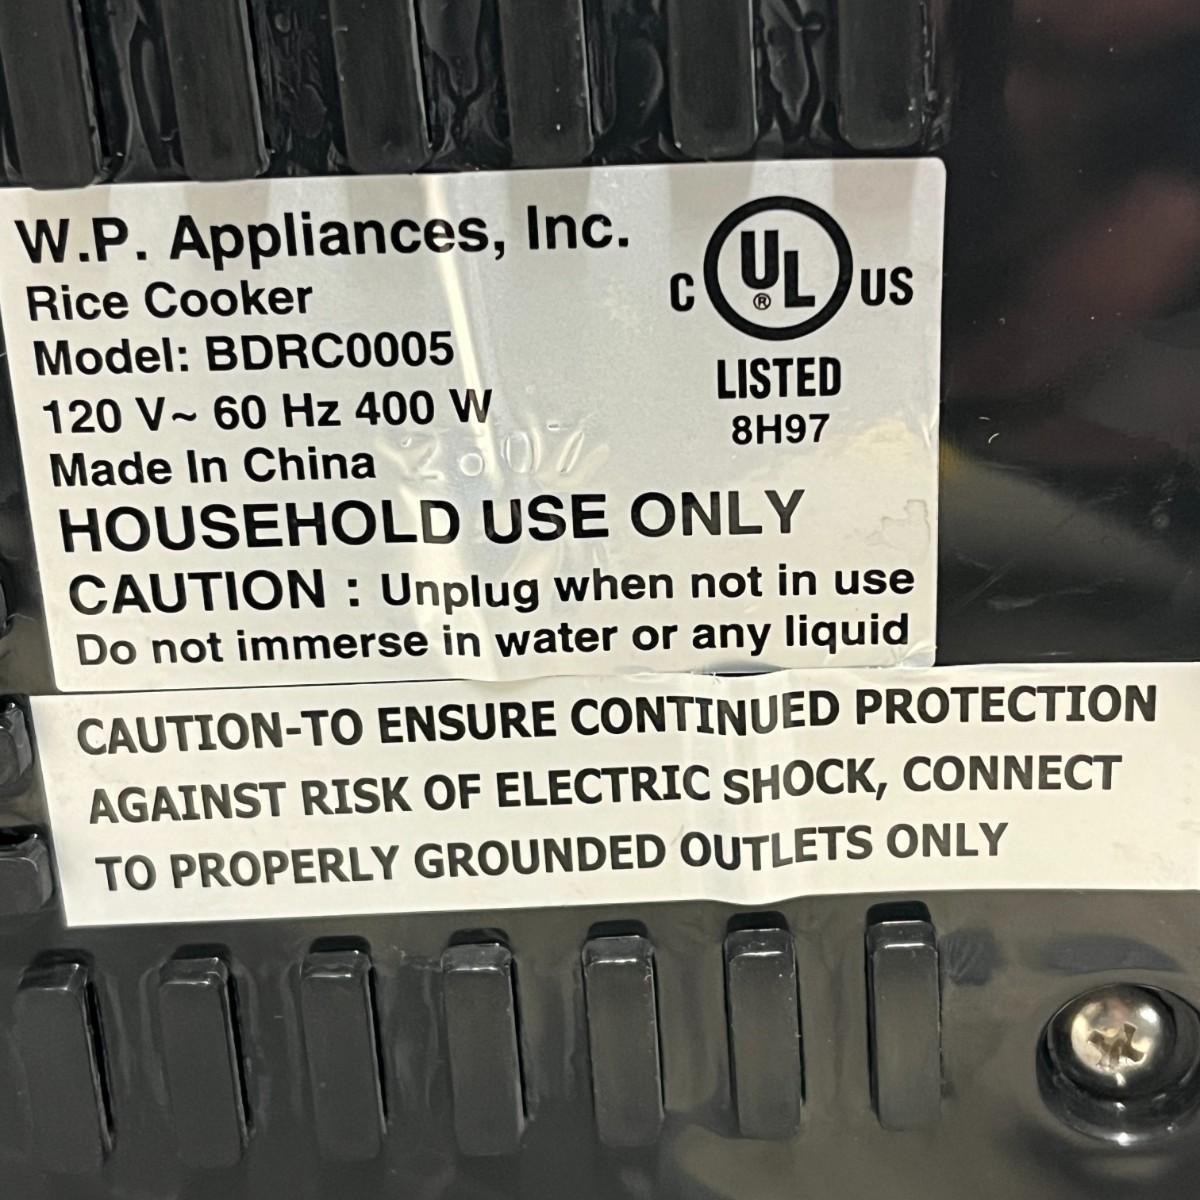 W.P. Appliances, Inc.
Rice Cooker
Model: BDRC0005
120 V~ 60 Hz 400 W
Made In China
2.07
HOUSEHOLD USE ONLY
CAUTION : Unplug when not in use
Do not immerse in water or any liquid
C UL ® US
LISTED
8H97
CAUTION-TO ENSURE CONTINUED PROTECTION
AGAINST RISK OF ELECTRIC SHOCK, CONNECT
TO PROPERLY GROUNDED OUTLETS ONLY